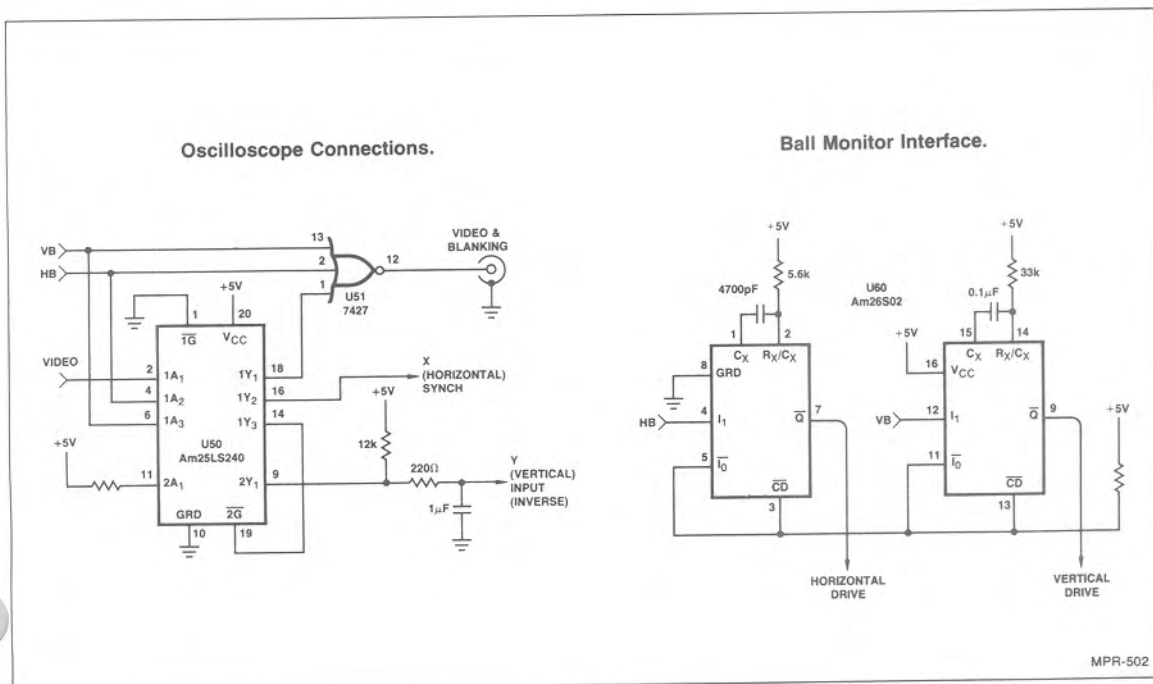 Oscilloscope Connections.
VB
HB
VIDEO
+5V
13
2
1
12
U51
7427
VIDEO &
BLANKING
+5V
1
20
1G̅
VCC
2
1A1
4
1A2
6
1A3
11
2A1
1Y1
18
1Y2
16
1Y3
14
2Y1
9
U50
Am25LS240
GRD
2G̅
10
19
X
(HORIZONTAL)
SYNCH
+5V
12k
220Ω
1μF
Y
(VERTICAL)
INPUT
(INVERSE)
Ball Monitor Interface.
+5V
5.6k
4700pF
1
2
CX
RX/CX
8
GRD
HB
4
I1
5
I̅0
Q̅
7
C̅D̅
3
HORIZONTAL
DRIVE
U60
Am26S02
+5V
33k
0.1μF
15
14
CX
RX/CX
+5V
16
VCC
VB
12
I1
11
I̅0
Q̅
9
C̅D̅
13
+5V
VERTICAL
DRIVE
MPR-502